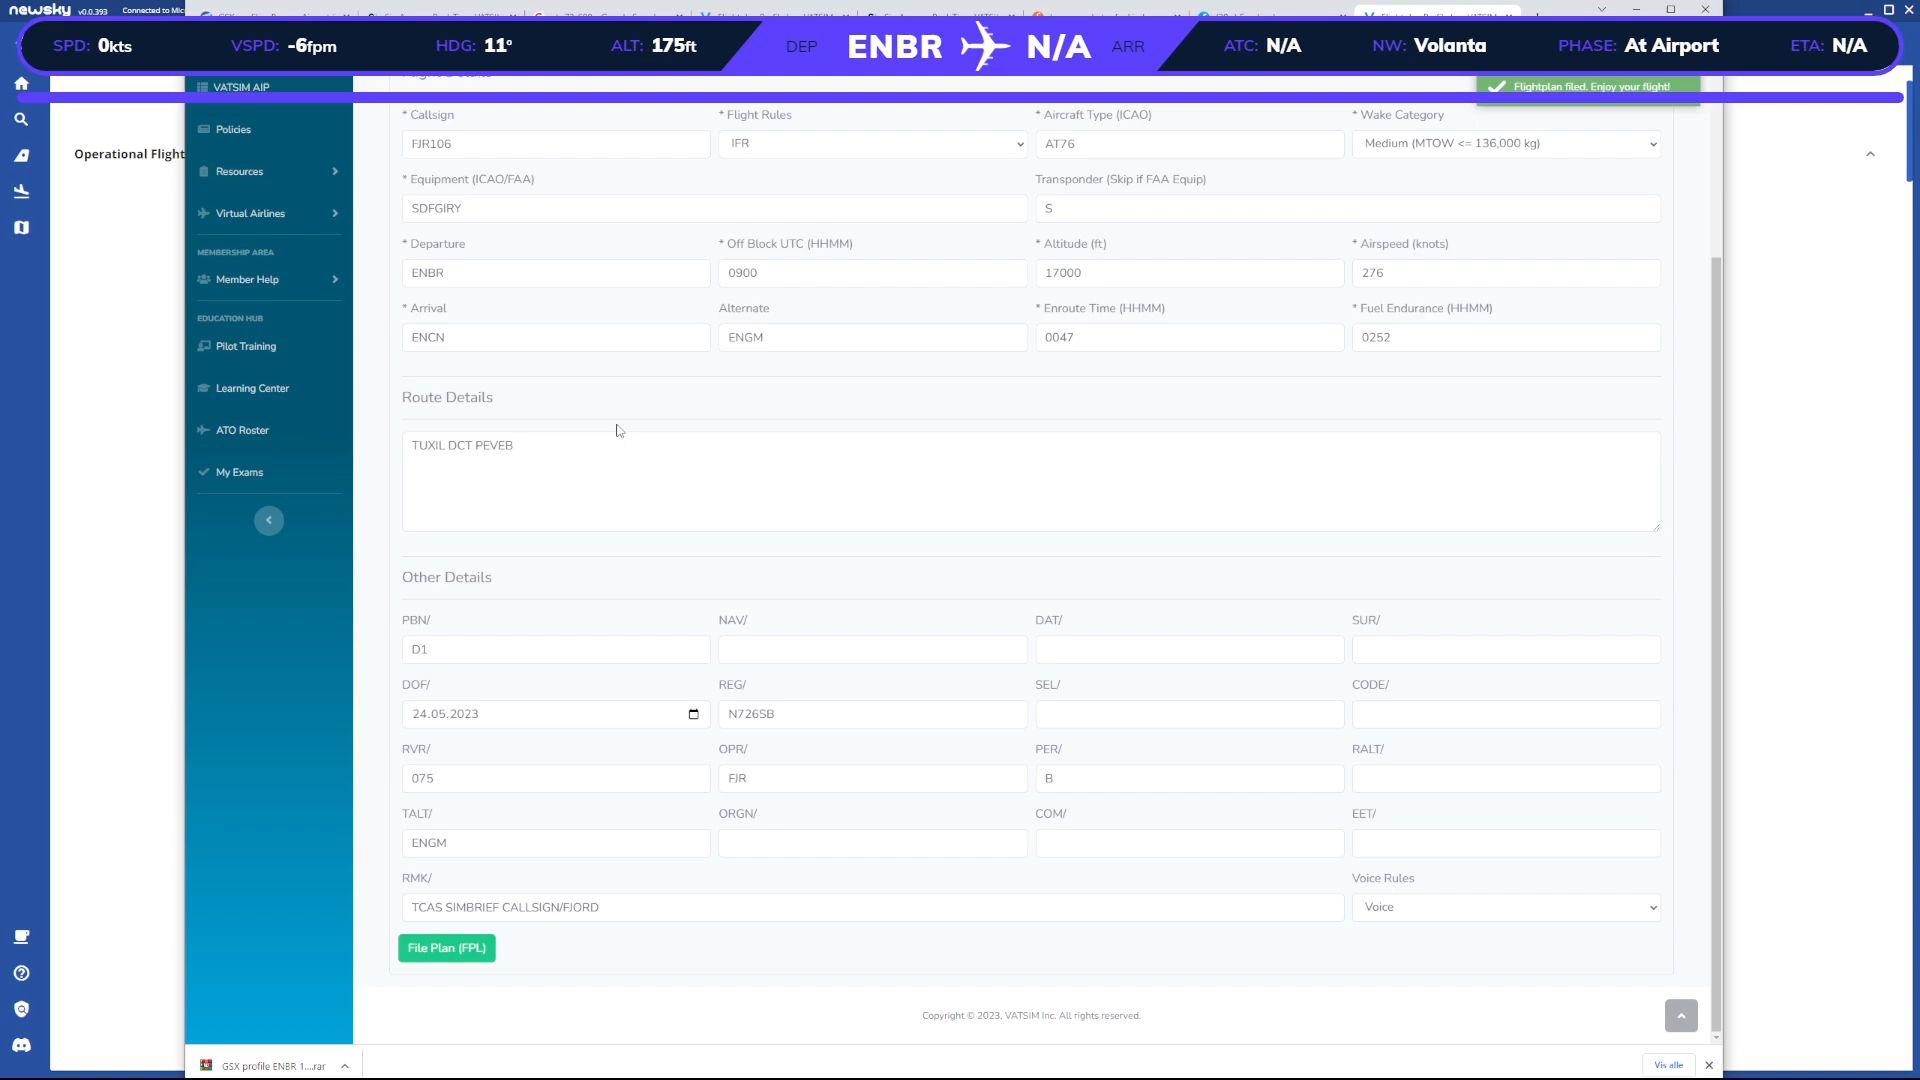 newsky v0.0.393 Connected to Mic
SPD: 0kts VSPD: -6fpm HDG: 11° ALT: 175ft DEP ENBR N/A ARR ATC: N/A NW: Volanta PHASE: At Airport ETA: N/A
VATSIM AIP
Flightplan filed. Enjoy your flight!
Operational Flight
Policies
Resources
Virtual Airlines
MEMBERSHIP AREA
Member Help
EDUCATION HUB
Pilot Training
Learning Center
ATO Roster
My Exams
* Callsign * Flight Rules * Aircraft Type (ICAO) * Wake Category
FJR106 IFR AT76 Medium (MTOW <= 136,000 kg)
* Equipment (ICAO/FAA) Transponder (Skip if FAA Equip)
SDFGIRY S
* Departure * Off Block UTC (HHMM) * Altitude (ft) * Airspeed (knots)
ENBR 0900 17000 276
* Arrival Alternate * Enroute Time (HHMM) * Fuel Endurance (HHMM)
ENCN ENGM 0047 0252
Route Details
TUXIL DCT PEVEB
Other Details
PBN/ NAV/ DAT/ SUR/
D1
DOF/ REG/ SEL/ CODE/
24.05.2023 N726SB
RVR/ OPR/ PER/ RALT/
075 FJR B
TALT/ ORGN/ COM/ EET/
ENGM
RMK/ Voice Rules
TCAS SIMBRIEF CALLSIGN/FJORD Voice
File Plan (FPL)
Copyright © 2023, VATSIM Inc. All rights reserved.
GSX profile ENBR 1....rar Vis alle